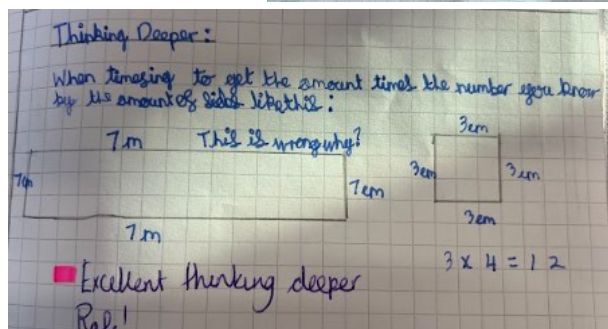 Thinking Deeper:
When timesing to get the amount times the number you know
by the amount of sides like this:
7m This is wrong why?
3cm
7cm
7cm
3cm
3cm
7m
3cm
3 x 4 = 12
Excellent thinking deeper